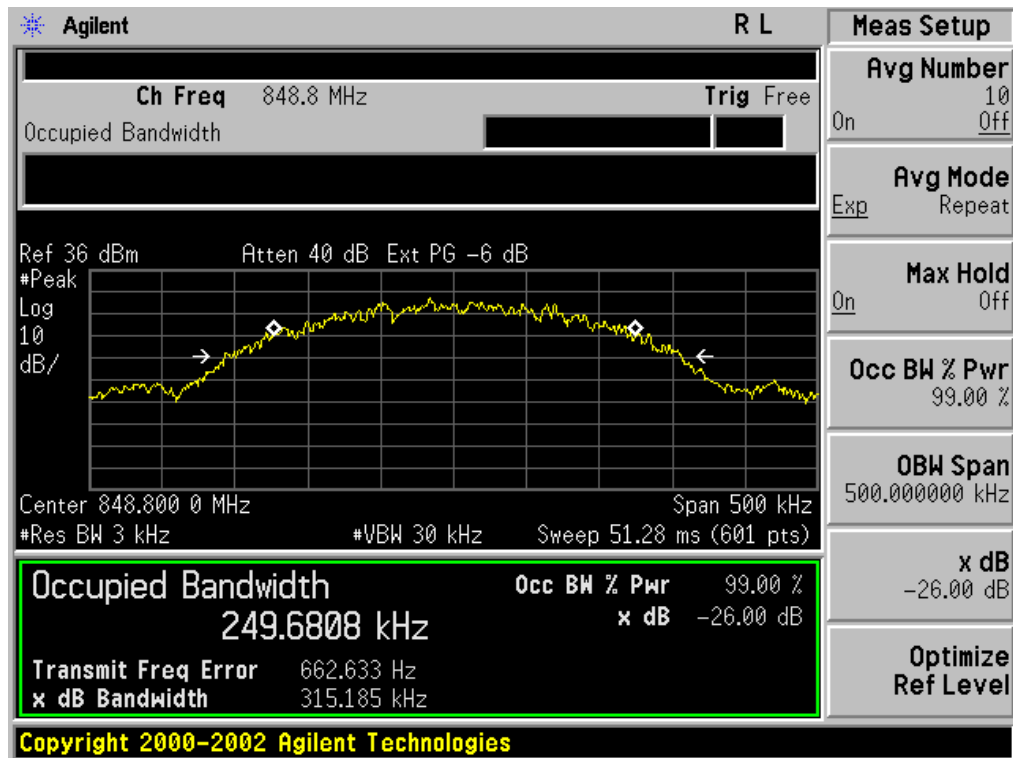 Agilent R L
Meas Setup
Ch Freq 848.8 MHz Trig Free
Occupied Bandwidth
Ref 36 dBm Atten 40 dB Ext PG -6 dB
#Peak
Log
10
dB/
Center 848.800 0 MHz Span 500 kHz
#Res BW 3 kHz #VBW 30 kHz Sweep 51.28 ms (601 pts)
Occupied Bandwidth Occ BW % Pwr 99.00 %
249.6808 kHz x dB -26.00 dB
Transmit Freq Error 662.633 Hz
x dB Bandwidth 315.185 kHz
Copyright 2000-2002 Agilent Technologies
Avg Number
10
On Off
Avg Mode
Exp Repeat
Max Hold
On Off
Occ BW % Pwr
99.00 %
OBW Span
500.000000 kHz
x dB
-26.00 dB
Optimize
Ref Level